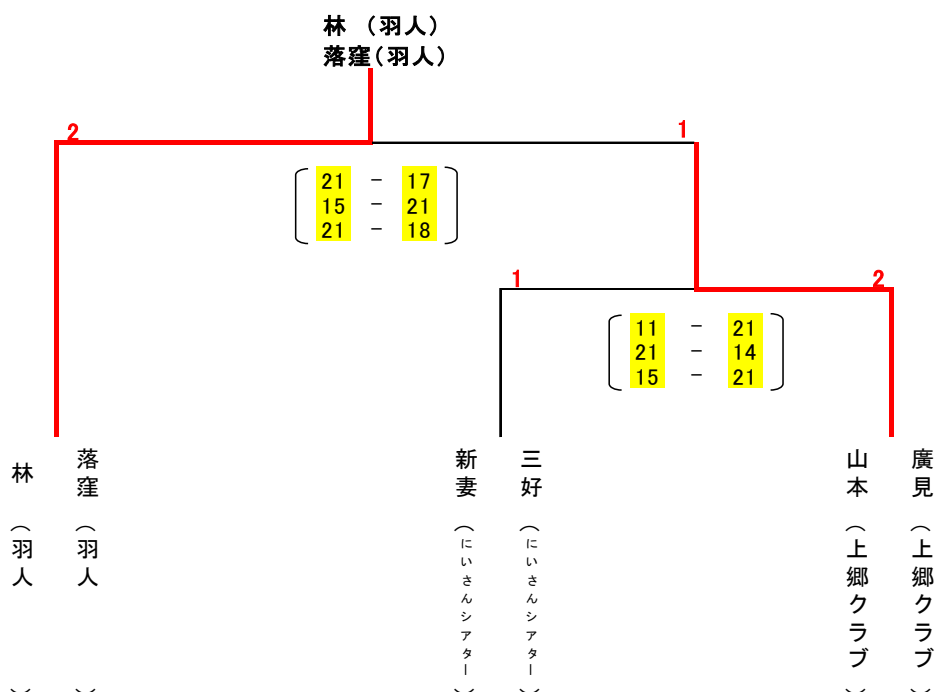 林 （羽人）
落窪（羽人）
2
1
21 － 17
15 － 21
21 － 18
1
2
11 － 21
21 － 14
15 － 21
林 （羽人）
落窪（羽人）
新妻（にいさんシアター）
三好（にいさんシアター）
山本（上郷クラブ）
廣見（上郷クラブ）